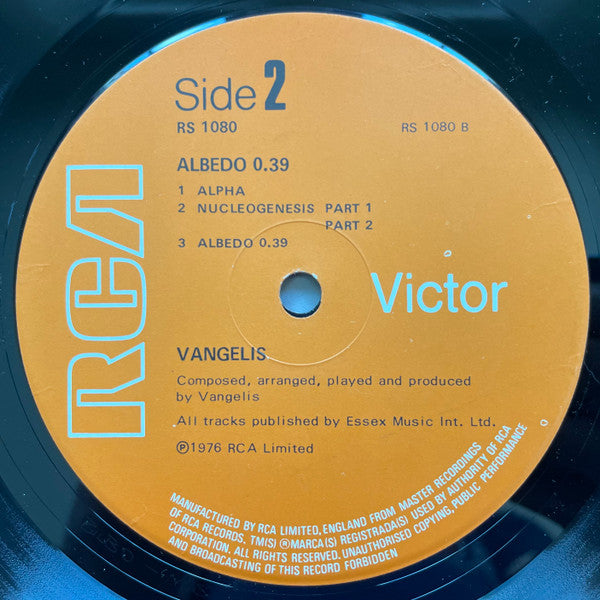 Side 2
RS 1080
RS 1080 B
ALBEDO 0.39
1 ALPHA
2 NUCLEOGENESIS PART 1
PART 2
3 ALBEDO 0.39
RCA
Victor
VANGELIS
Composed, arranged, played and produced
by Vangelis
All tracks published by Essex Music Int. Ltd.
Ⓟ1976 RCA Limited
MANUFACTURED BY RCA LIMITED, ENGLAND FROM MASTER RECORDINGS
OF RCA RECORDS. TM(S) ® MARCA(S) REGISTRADA(S) USED BY AUTHORITY OF RCA
CORPORATION. ALL RIGHTS RESERVED. UNAUTHORISED COPYING, PUBLIC PERFORMANCE
AND BROADCASTING OF THIS RECORD FORBIDDEN